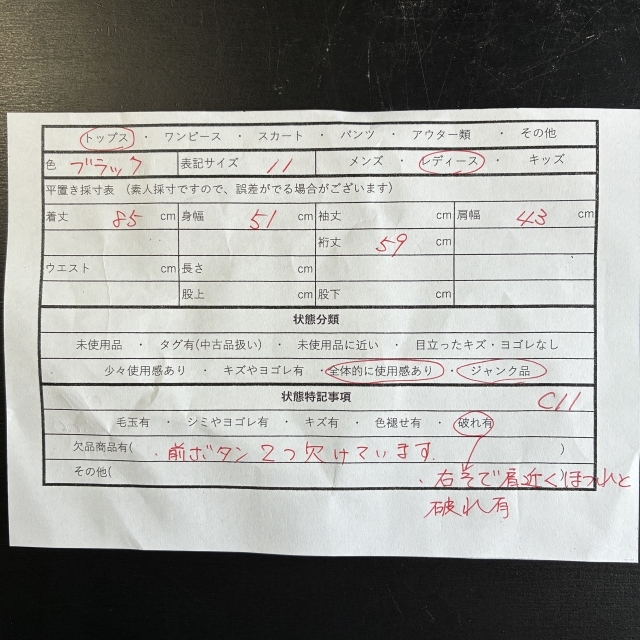 トップス ・ ワンピース ・ スカート ・ パンツ ・ アウター類 ・ その他
色 ブラック 表記サイズ 11 メンズ ・ レディース ・ キッズ
平置き採寸表 (素人採寸ですので、誤差がでる場合がございます)
着丈 85 cm 身幅 51 cm 袖丈 cm 肩幅 43 cm
裄丈 59 cm
ウエスト cm 長さ cm
股上 cm 股下 cm
状態分類
未使用品 ・ タグ有(中古品扱い) ・ 未使用品に近い ・ 目立ったキズ・ヨゴレなし
少々使用感あり ・ キズやヨゴレ有 ・ 全体的に使用感あり ・ ジャンク品
状態特記事項 C11
毛玉有 ・ シミやヨゴレ有 ・ キズ有 ・ 色褪せ有 ・ 破れ有
欠品商品有( ・前ボタン2つ欠けています。 )
その他(
・右そで肩近くほつれと
破れ有